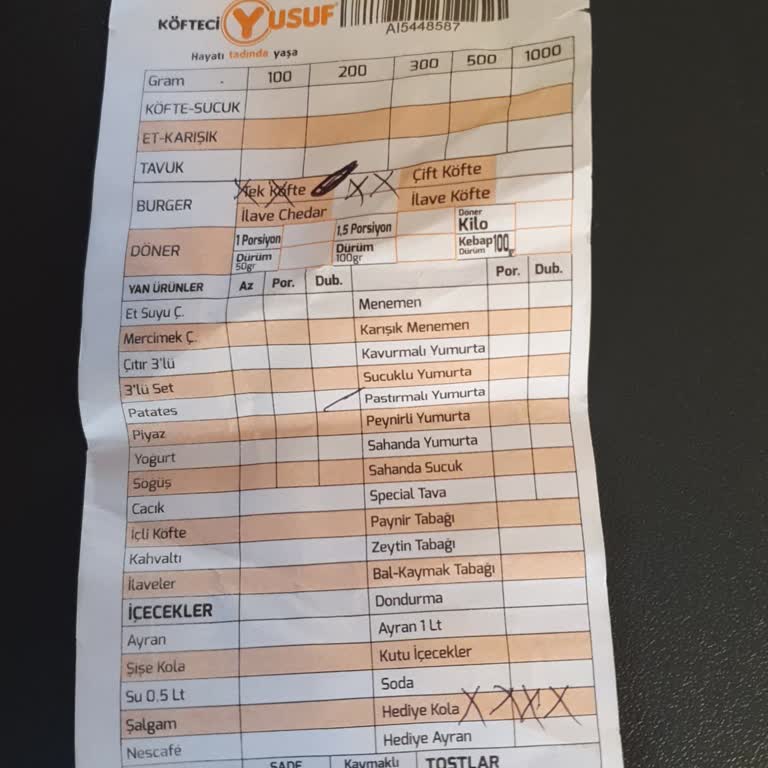 KÖFTECİ YUSUF
AI5448587
Hayatı tadında yaşa
Gram 100 200 300 500 1000
KÖFTE-SUCUK
ET-KARIŞIK
TAVUK
BURGER Tek Köfte Çift Köfte
İlave Chedar İlave Köfte
DÖNER 1 Porsiyon 1,5 Porsiyon Döner Kilo
Dürüm 50gr Dürüm 100gr Kebap Dürüm 100gr
YAN ÜRÜNLER Az Por. Dub. Por. Dub.
Et Suyu Ç. Menemen
Mercimek Ç. Karışık Menemen
Çıtır 3'lü Kavurmalı Yumurta
3'lü Set Sucuklu Yumurta
Patates Pastırmalı Yumurta
Piyaz Peynirli Yumurta
Yoğurt Sahanda Yumurta
Söğüş Sahanda Sucuk
Cacık Special Tava
İçli Köfte Paynir Tabağı
Kahvaltı Zeytin Tabağı
İlaveler Bal-Kaymak Tabağı
İÇECEKLER Dondurma
Ayran Ayran 1 Lt
Şişe Kola Kutu İçecekler
Su 0,5 Lt Soda
Şalgam Hediye Kola X X X X
Nescafé Hediye Ayran
SADE Kaymaklı TOSTLAR